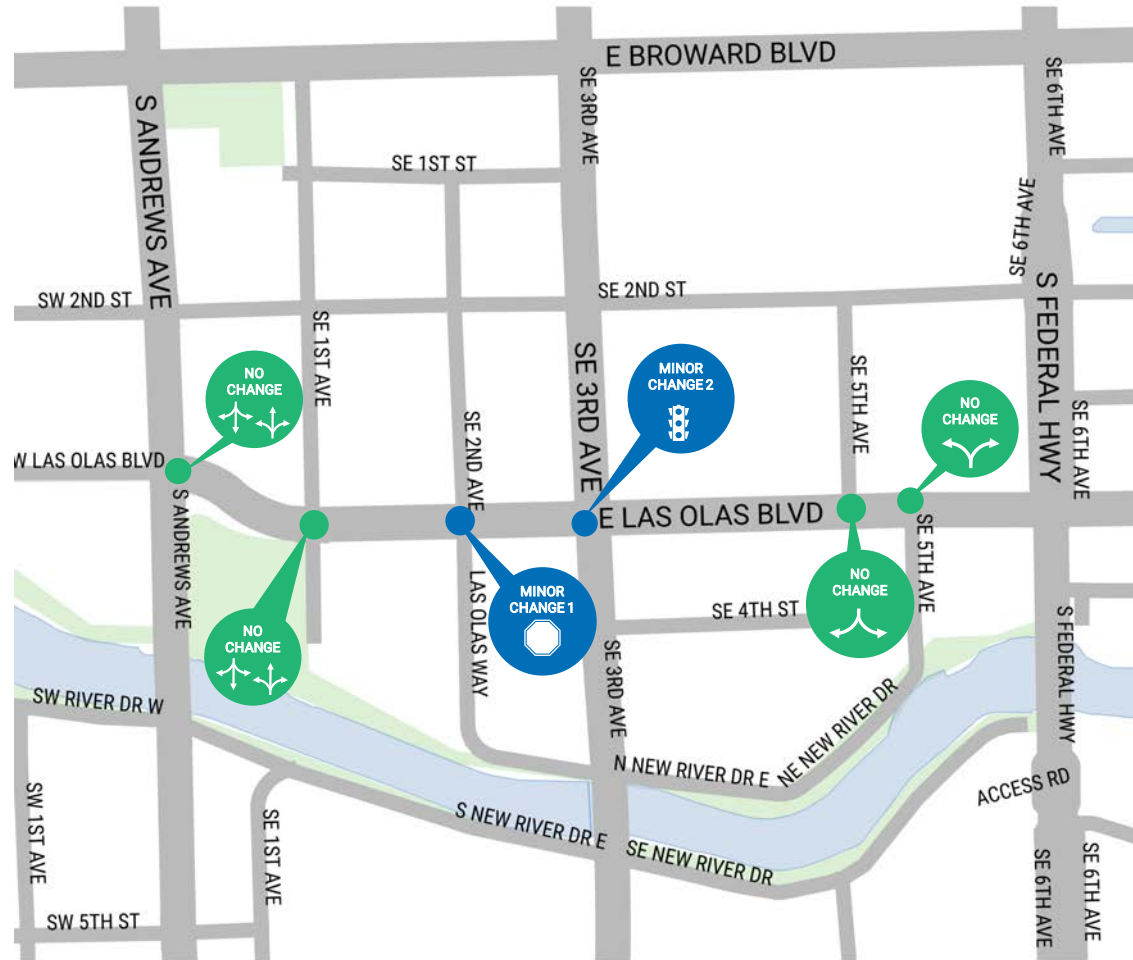 E BROWARD BLVD
S ANDREWS AVE
SE 3RD AVE
SE 6TH AVE
SE 1ST ST
SE 6TH AVE
SW 2ND ST
SE 2ND ST
S FEDERAL HWY
SE 1ST AVE
NO
CHANGE
MINOR
CHANGE 2
SE 3RD AVE
SE 5TH AVE
NO
CHANGE
SE 6TH AVE
SE 2ND AVE
W LAS OLAS BLVD
E LAS OLAS BLVD
S ANDREWS AVE
SE 5TH AVE
LAS OLAS WAY
MINOR
CHANGE 1
NO
CHANGE
SE 4TH ST
NO
CHANGE
S FEDERAL HWY
SE 3RD AVE
SW RIVER DR W
NE NEW RIVER DR
N NEW RIVER DR E
ACCESS RD
SW 1ST AVE
SE 1ST AVE
S NEW RIVER DR E
SE NEW RIVER DR
SE 6TH AVE
SE 6TH AVE
SW 5TH ST